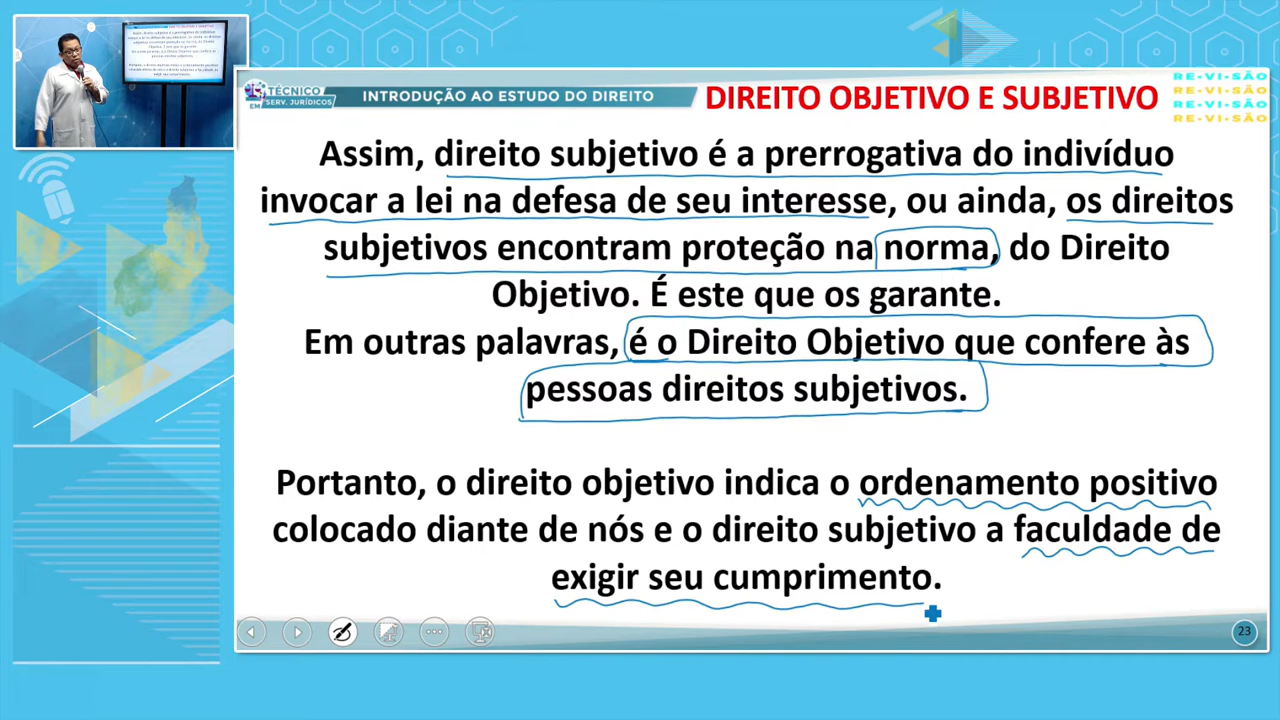 TÉCNICO
EM SERV. JURÍDICOS
INTRODUÇÃO AO ESTUDO DO DIREITO
DIREITO OBJETIVO E SUBJETIVO
RE-VI-SÃO
RE-VI-SÃO
RE-VI-SÃO
RE-VI-SÃO
Assim, direito subjetivo é a prerrogativa do indivíduo
invocar a lei na defesa de seu interesse, ou ainda, os direitos
subjetivos encontram proteção na norma, do Direito
Objetivo. É este que os garante.
Em outras palavras, é o Direito Objetivo que confere às
pessoas direitos subjetivos.
Portanto, o direito objetivo indica o ordenamento positivo
colocado diante de nós e o direito subjetivo a faculdade de
exigir seu cumprimento.
23